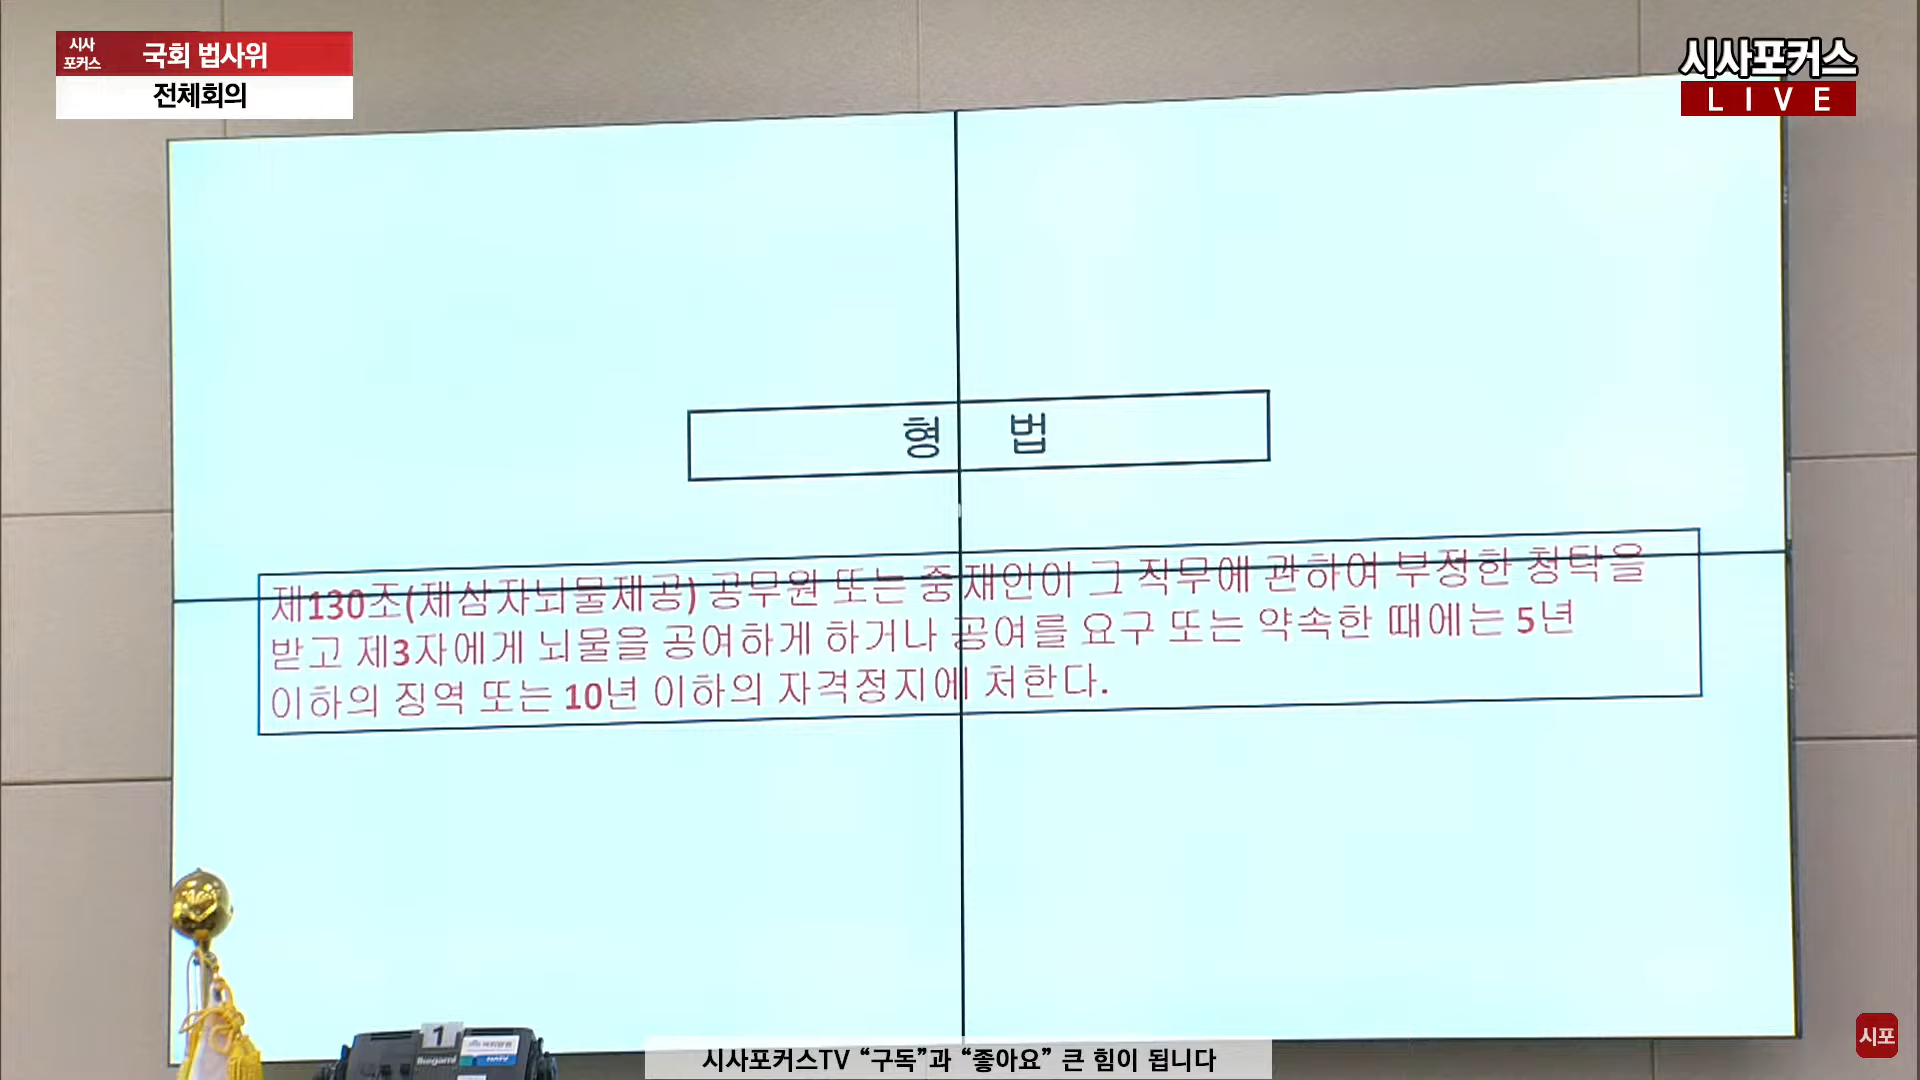 시사
포커스
국회 법사위
전체회의
시사포커스
LIVE
형 법
제130조(제삼자뇌물제공) 공무원 또는 중재인이 그 직무에 관하여 부정한 청탁을
받고 제3자에게 뇌물을 공여하게 하거나 공여를 요구 또는 약속한 때에는 5년
이하의 징역 또는 10년 이하의 자격정지에 처한다.
1
Ikegami
NATV
시사포커스TV “구독”과 “좋아요” 큰 힘이 됩니다
시포